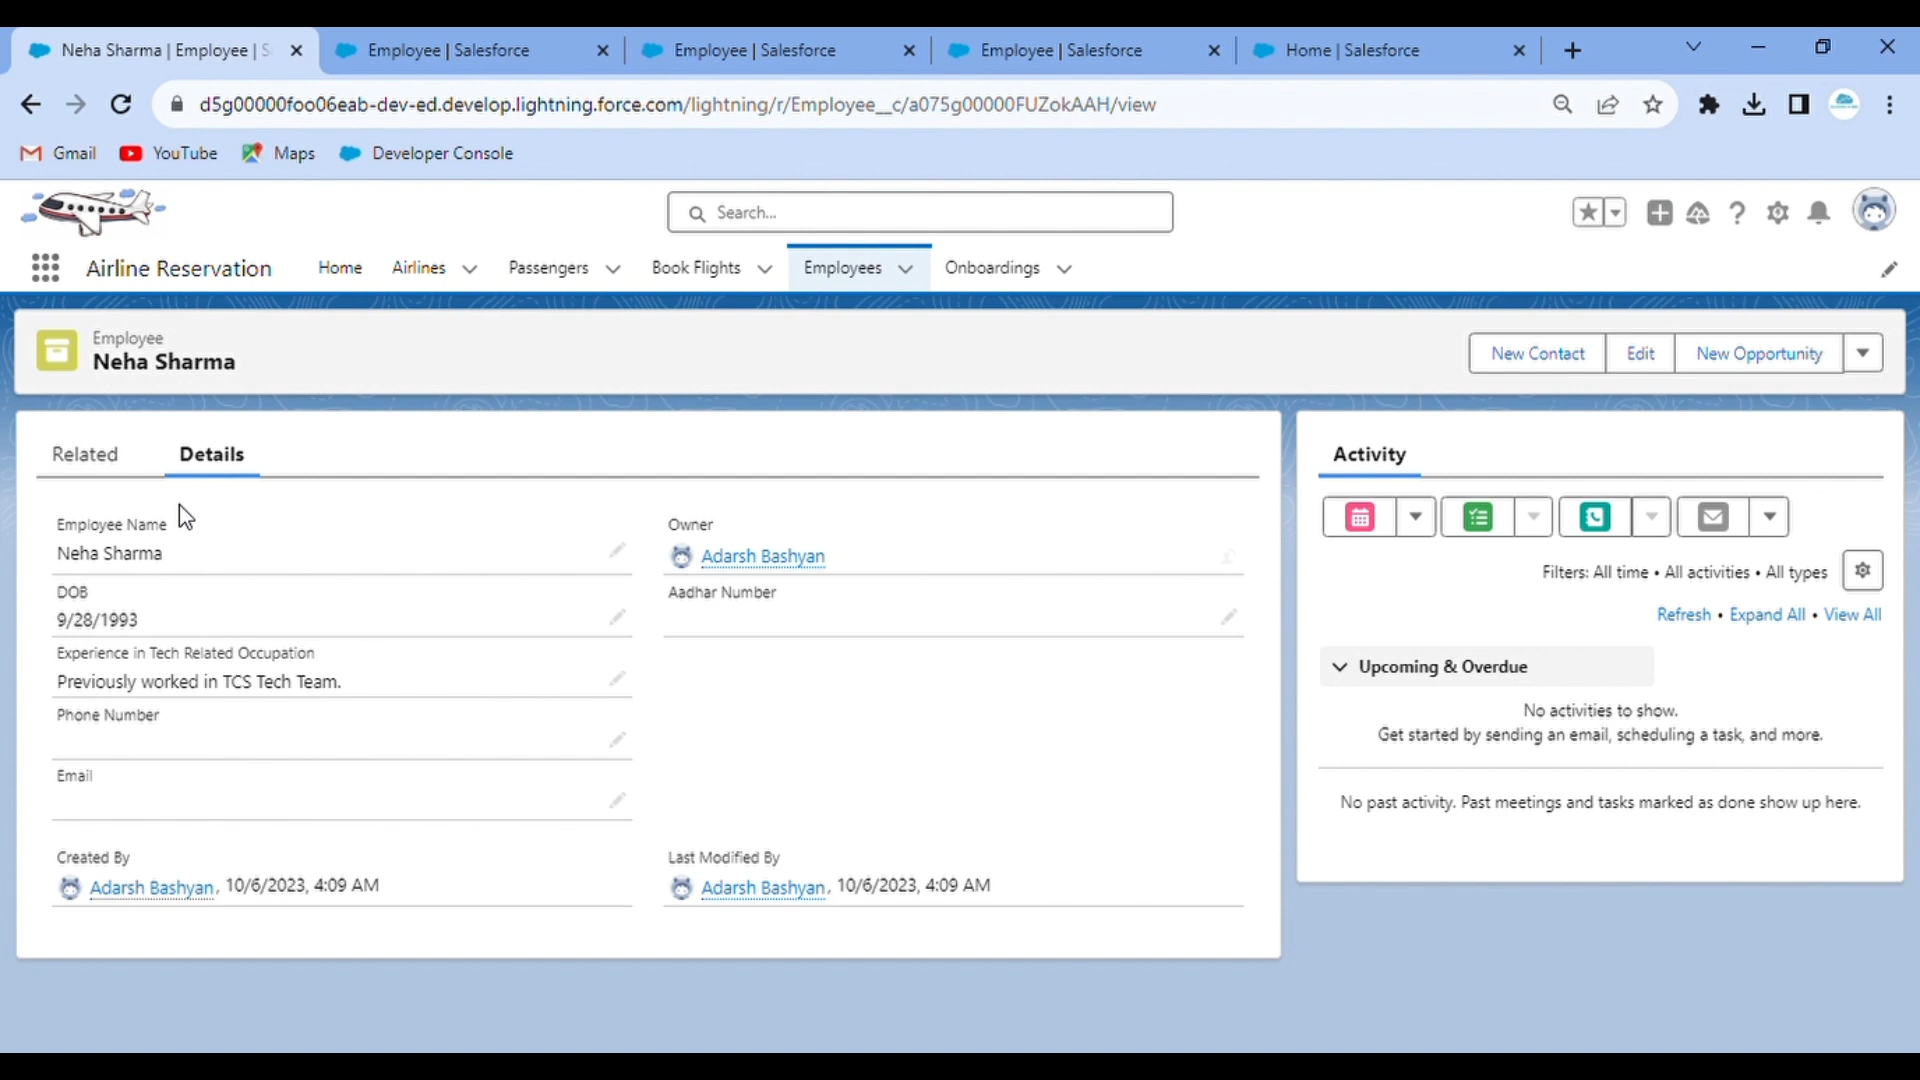 Neha Sharma | Employee | S
Employee | Salesforce
Employee | Salesforce
Employee | Salesforce
Home | Salesforce
d5g00000foo06eab-dev-ed.develop.lightning.force.com/lightning/r/Employee__c/a075g00000FUZokAAH/view
Gmail
YouTube
Maps
Developer Console
Search...
Airline Reservation
Home
Airlines
Passengers
Book Flights
Employees
Onboardings
Employee
Neha Sharma
New Contact
Edit
New Opportunity
Related
Details
Employee Name
Neha Sharma
Owner
Adarsh Bashyan
DOB
9/28/1993
Aadhar Number
Experience in Tech Related Occupation
Previously worked in TCS Tech Team.
Phone Number
Email
Created By
Adarsh Bashyan, 10/6/2023, 4:09 AM
Last Modified By
Adarsh Bashyan, 10/6/2023, 4:09 AM
Activity
Filters: All time • All activities • All types
Refresh • Expand All • View All
Upcoming & Overdue
No activities to show.
Get started by sending an email, scheduling a task, and more.
No past activity. Past meetings and tasks marked as done show up here.